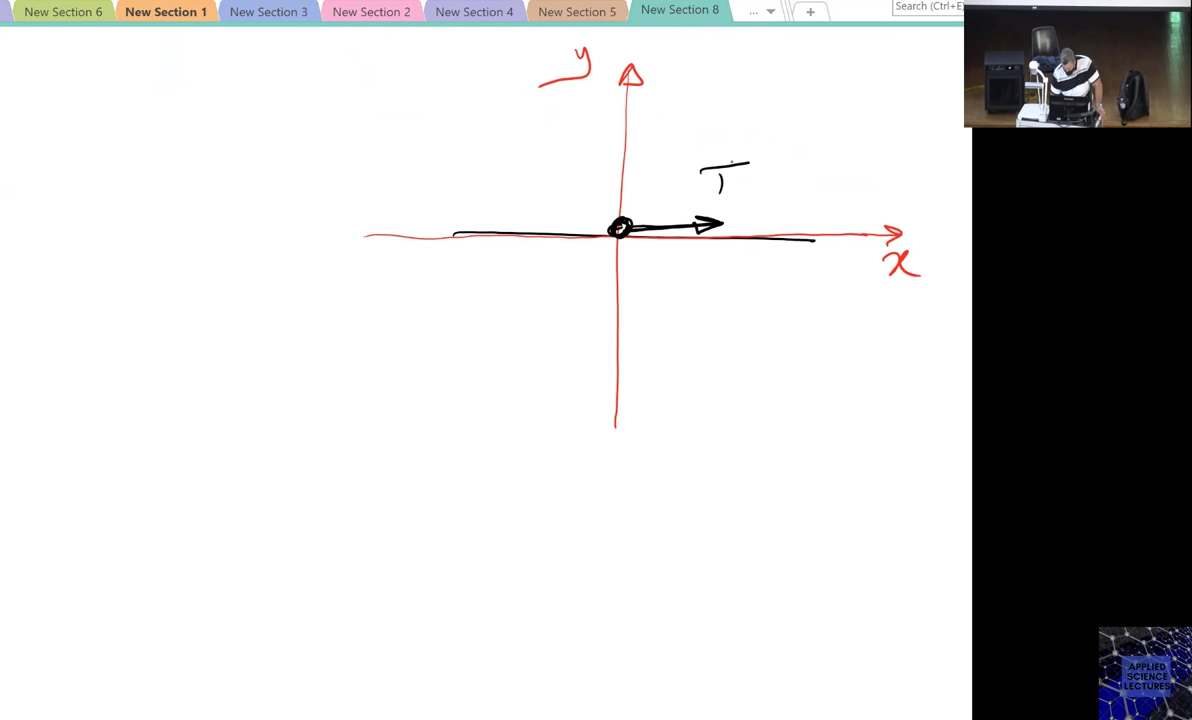 New Section 6 New Section 1 New Section 3 New Section 2 New Section 4 New Section 5 New Section 8 ... + Search (Ctrl+E)
y
T
x
APPLIED
SCIENCE
LECTURES